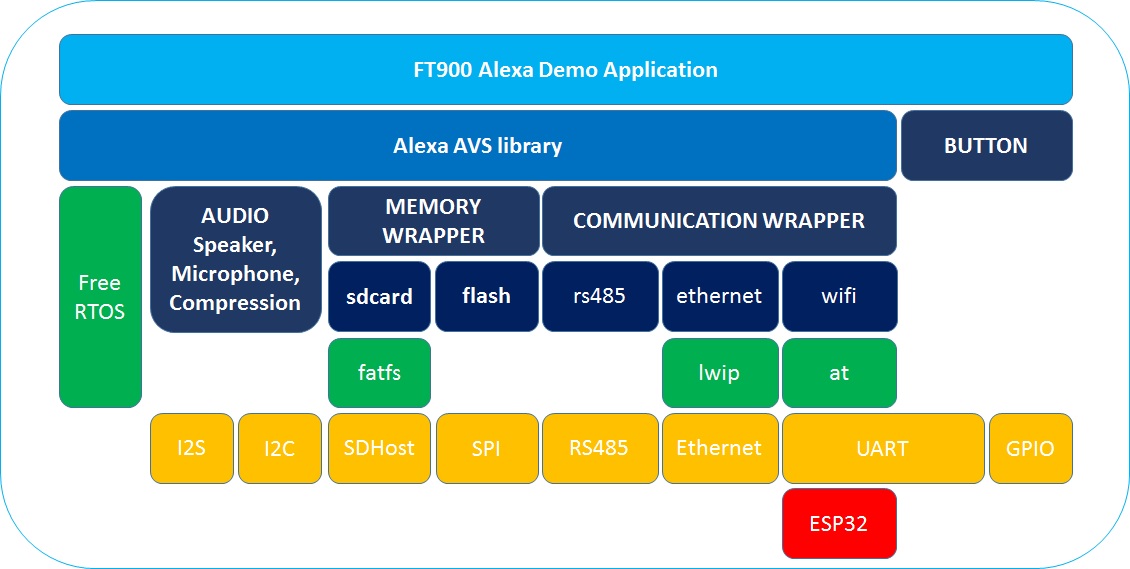 FT900 Alexa Demo Application
Alexa AVS library
BUTTON
Free
RTOS
AUDIO
Speaker,
Microphone,
Compression
MEMORY
WRAPPER
COMMUNICATION WRAPPER
sdcard
flash
rs485
ethernet
wifi
fatfs
lwip
at
I2S
I2C
SDHost
SPI
RS485
Ethernet
UART
GPIO
ESP32